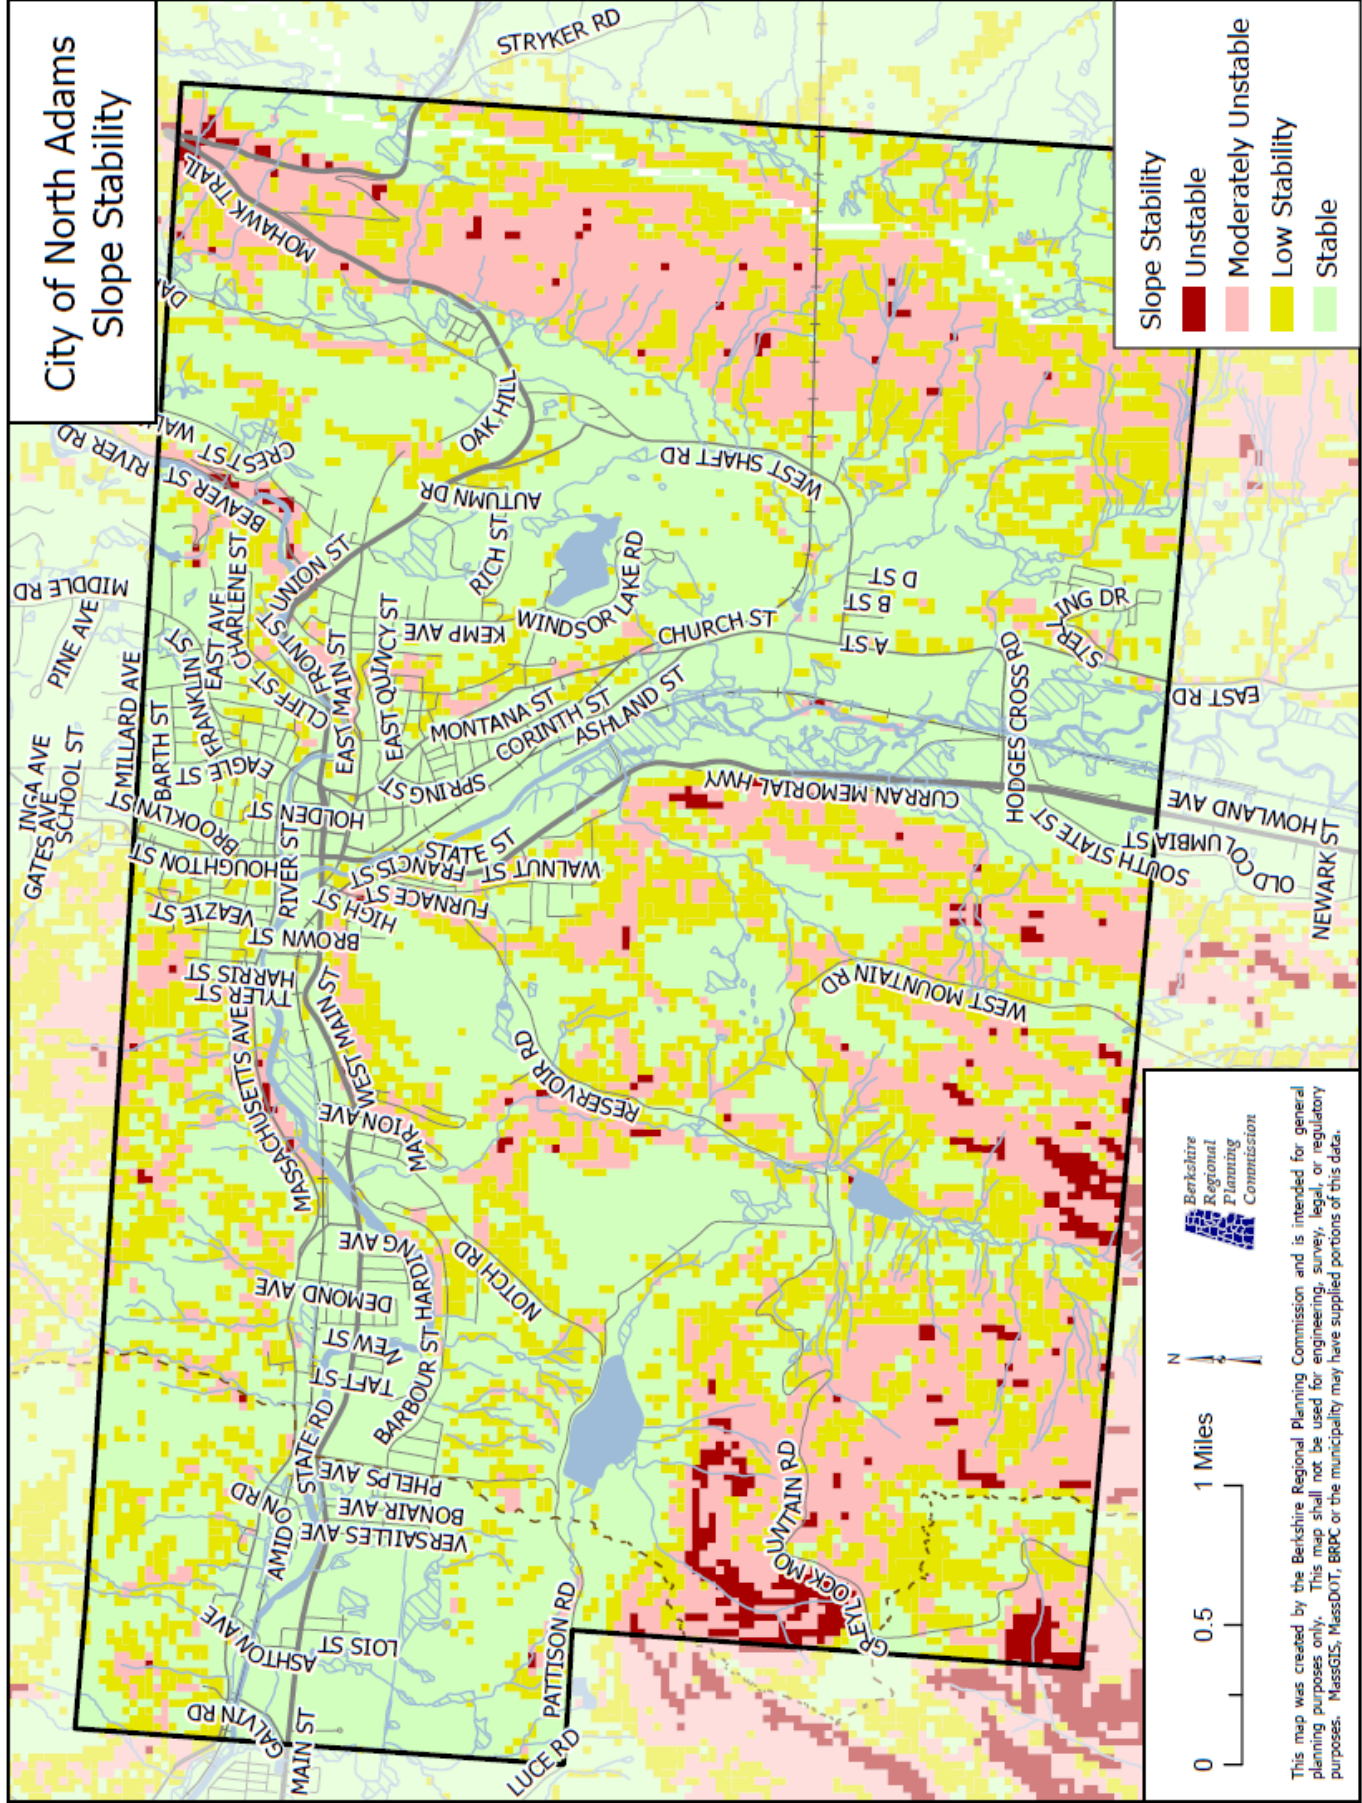 City of North Adams
Slope Stability
STRYKER RD
MOHAWK TRAIL
DA
WAL
CREST ST
RIVER RD
BEAVER ST
OAK HILL
AUTUMN DR
RICH ST
WEST SHAFT RD
WINDSOR LAKE RD
UNION ST
MIDDLE RD
PINE AVE
CHARLENE ST
EAST AVE
FRANKLIN
ST
FRONT ST
CLIFF ST
EAST MAIN ST
EAST QUINCY ST
KEMP AVE
CHURCH ST
D ST
B ST
A ST
STERL
ING DR
HODGES CROSS RD
EAST RD
MONTANA ST
CORINTH ST
ASHLAND ST
SPRING ST
EAGLE ST
HOLDEN ST
MILLARD AVE
BARTH ST
INGA AVE
GATES AVE
SCHOOL ST
BROOKLYN ST
HOUGHTON ST
RIVER ST
STATE ST
FRANCIS ST
WALNUT ST
FURNACE ST
HIGH ST
CURRAN MEMORIAL HWY
SOUTH STATE ST
OLD COLUMBIA ST
HOWLAND AVE
NEWARK ST
VEAZIE ST
BROWN ST
HARRIS ST
TYLER ST
WEST MAIN ST
MASSACHUSETTS AVE
MARION AVE
RESERVOIR RD
WEST MOUNTAIN RD
NOTCH RD
HARDING AVE
DEMOND AVE
NEW ST
TAFT ST
BARBOUR ST
STATE RD
PHELPS AVE
BONAIR AVE
VERSAILLES AVE
AMIDON RD
ASHTON AVE
LOIS ST
GALVIN RD
MAIN ST
PATTISON RD
LUCE RD
GREYLOCK
MOUNTAIN RD
Slope Stability
Unstable
Moderately Unstable
Low Stability
Stable
Berkshire
Regional
Planning
Commission
N
0 0.5 1 Miles
This map was created by the Berkshire Regional Planning Commission and is intended for general
planning purposes only. This map shall not be used for engineering, survey, legal, or regulatory
purposes. MassGIS, MassDOT, BRPC or the municipality may have supplied portions of this data.